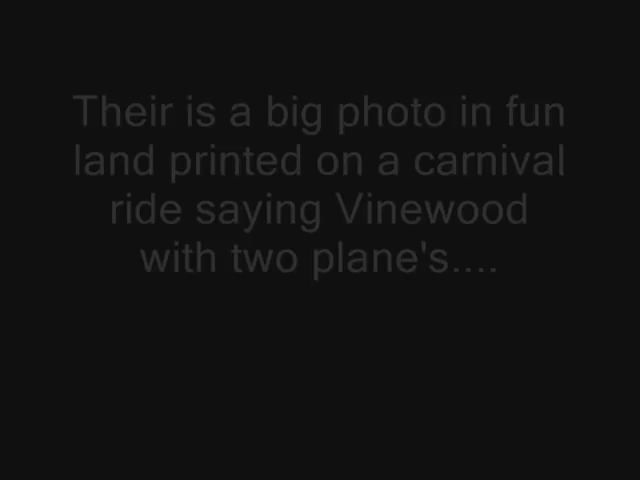 Their is a big photo in fun
land printed on a carnival
ride saying Vinewood
with two plane's....